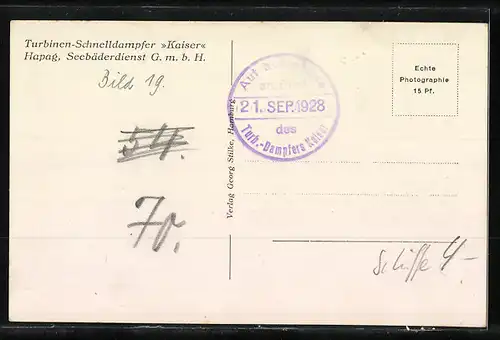 Turbinen-Schnelldampfer »Kaiser«
Hapag, Seebäderdienst G. m. b. H.
Bild 19.
54.
70.
Verlag Georg Stilke, Hamburg.
Auf
21. SEP. 1928
des
Turb.-Dampfers Kaiser
Echte
Photographie
15 Pf.
Schiffe 4-